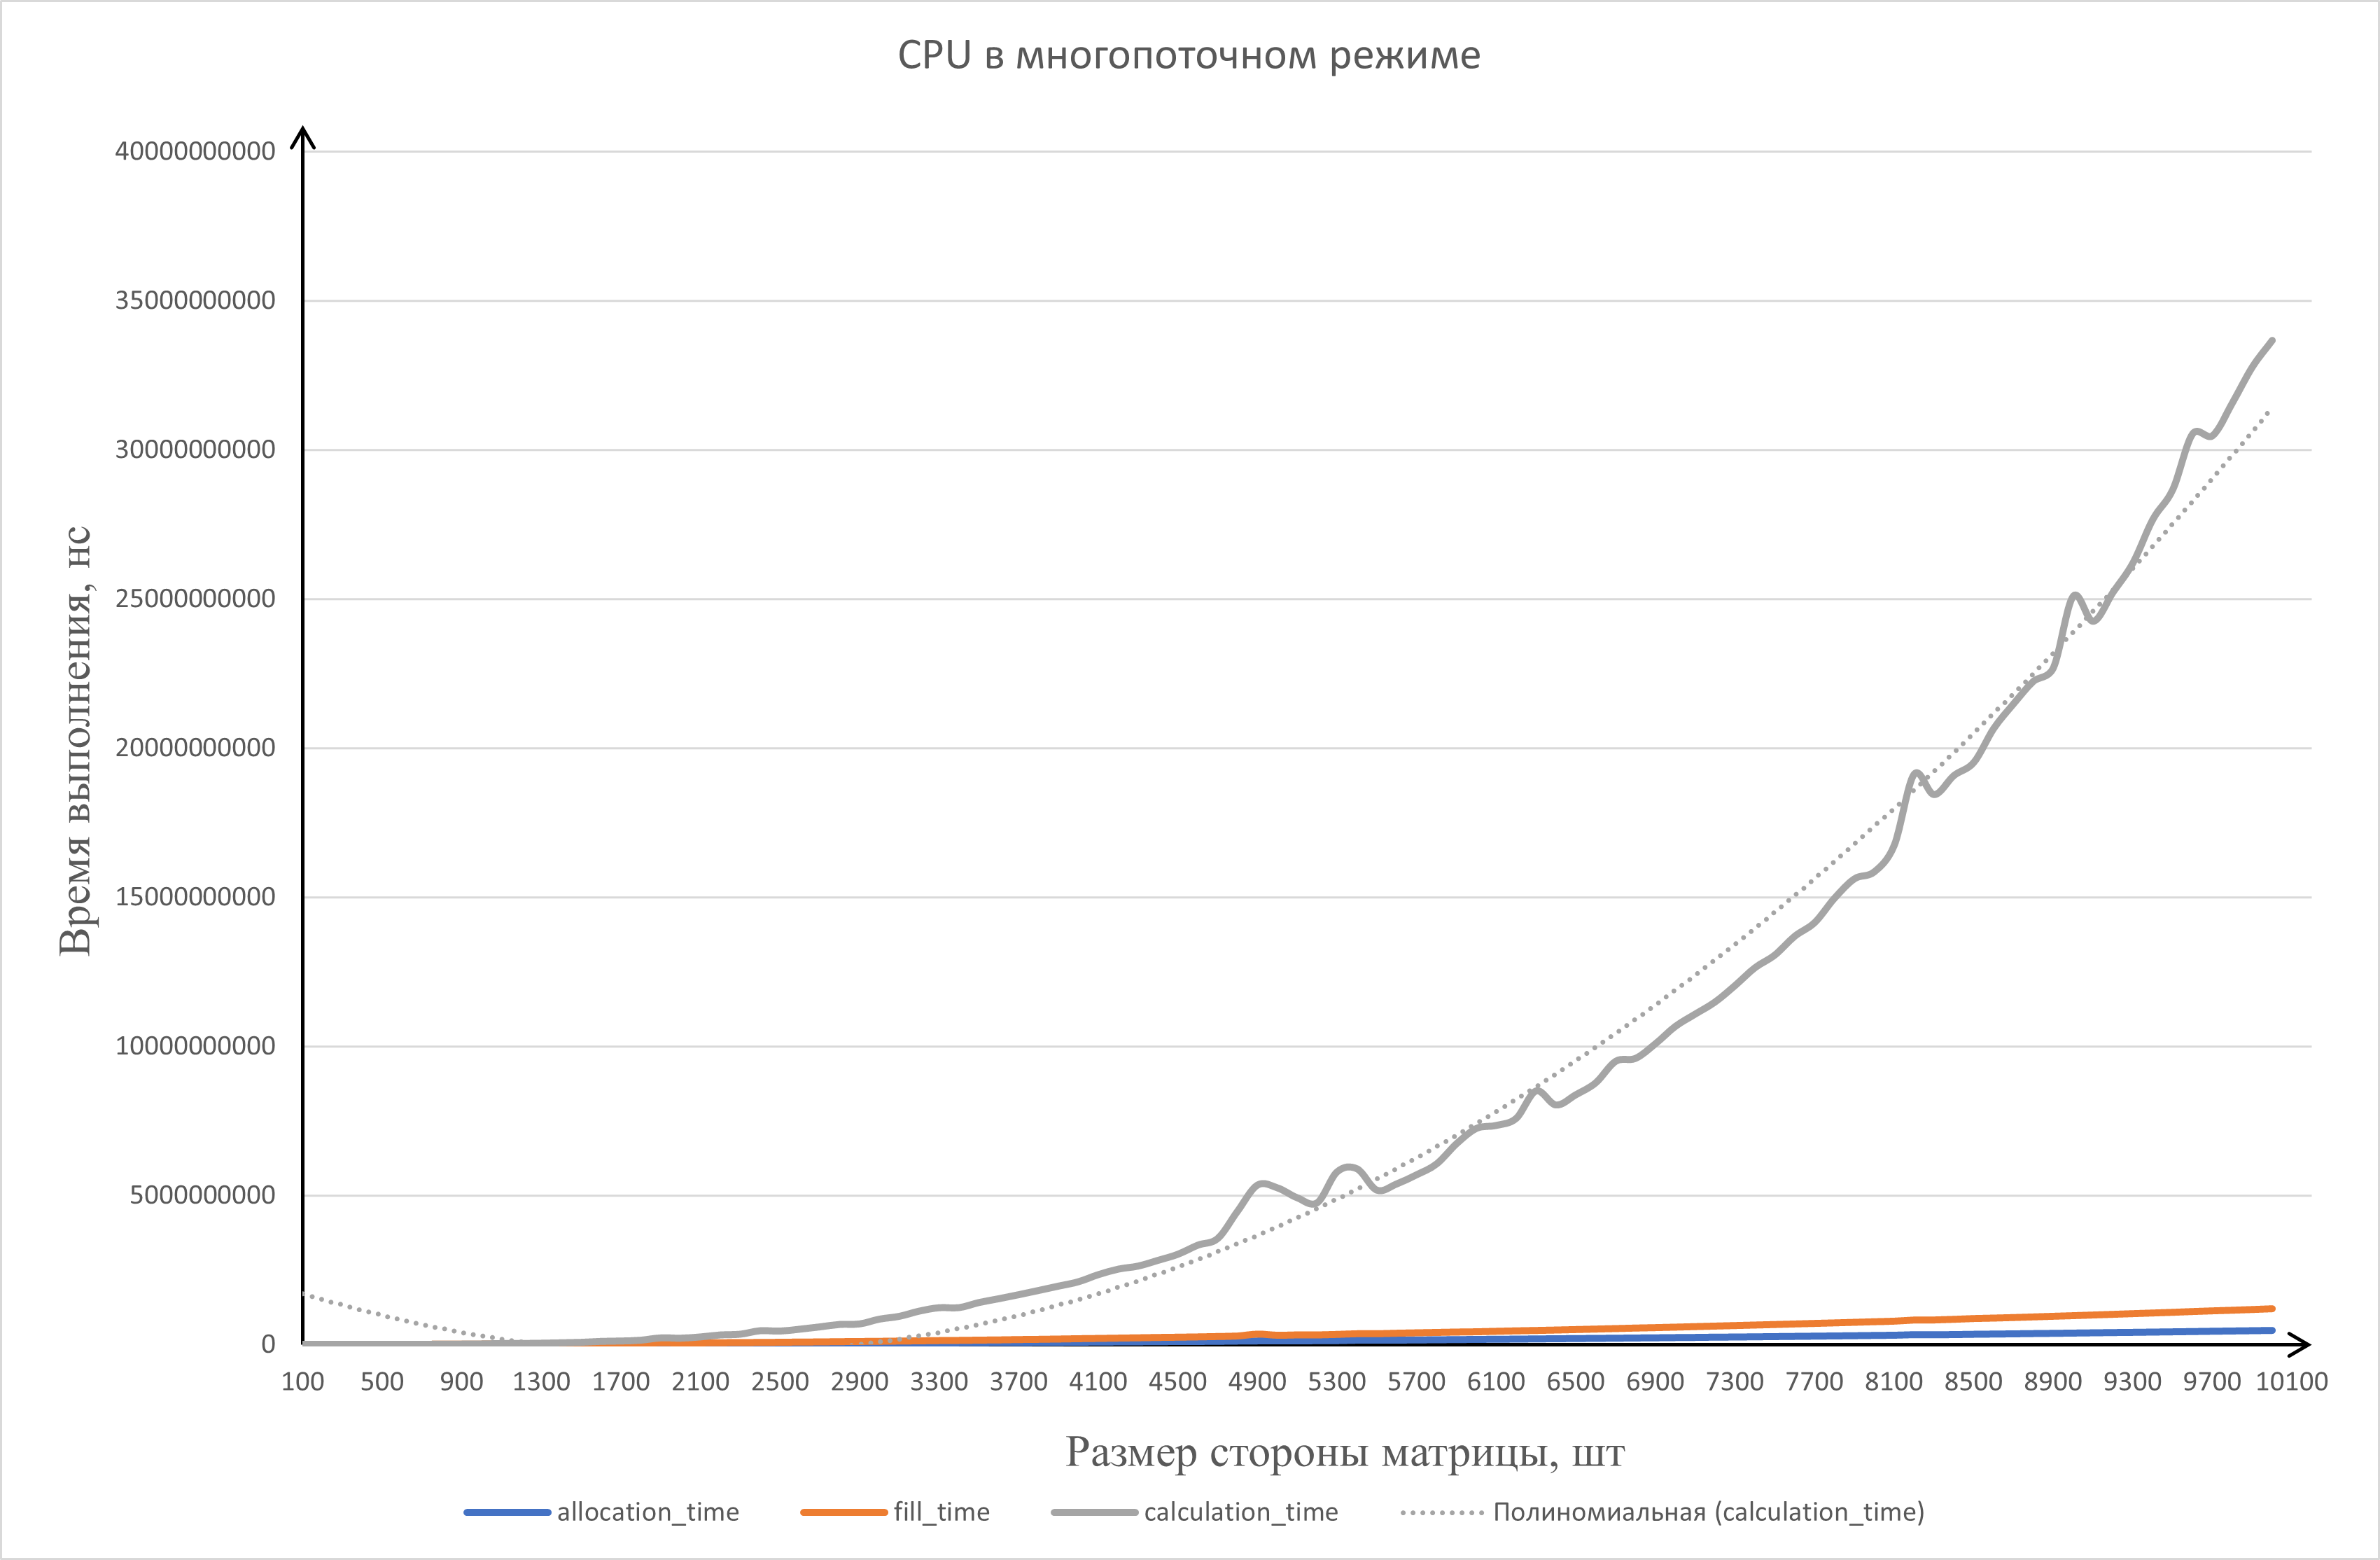 CPU в многопоточном режиме
Время выполнения, нс
40000000000
35000000000
30000000000
25000000000
20000000000
15000000000
10000000000
5000000000
0
100 500 900 1300 1700 2100 2500 2900 3300 3700 4100 4500 4900 5300 5700 6100 6500 6900 7300 7700 8100 8500 8900 9300 9700 10100
Размер стороны матрицы, шт
allocation_time fill_time calculation_time Полиномиальная (calculation_time)